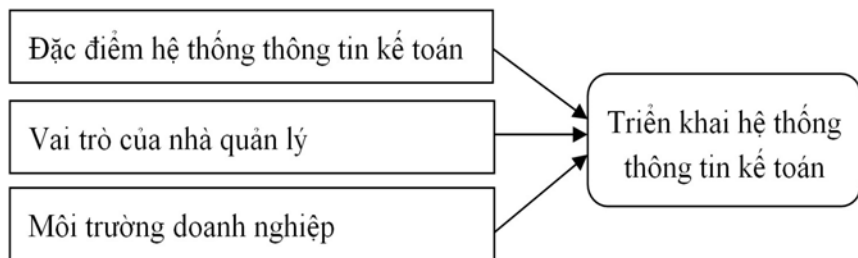 Đặc điểm hệ thống thông tin kế toán
Vai trò của nhà quản lý
Môi trường doanh nghiệp
Triển khai hệ thống
thông tin kế toán